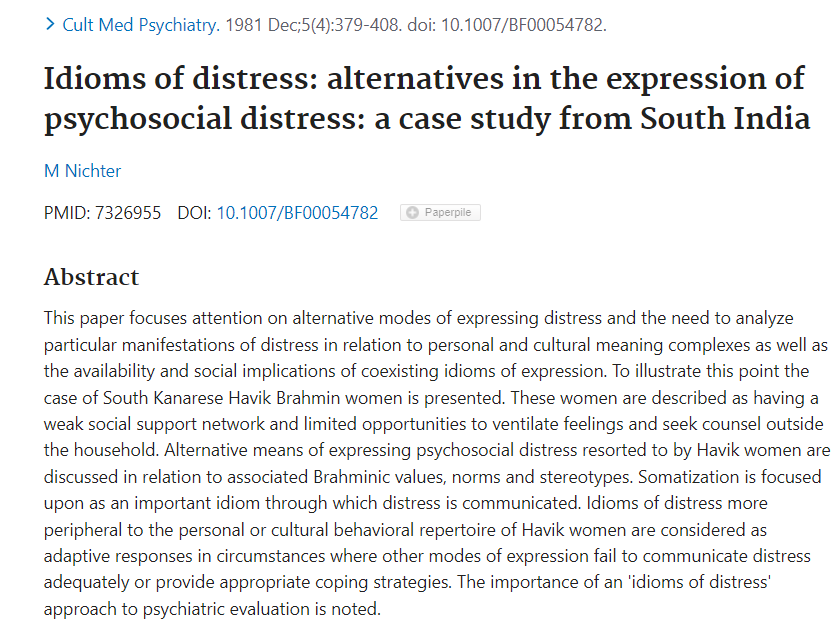 > Cult Med Psychiatry. 1981 Dec;5(4):379-408. doi: 10.1007/BF00054782.
Idioms of distress: alternatives in the expression of
psychosocial distress: a case study from South India
M Nichter
PMID: 7326955 DOI: 10.1007/BF00054782 Paperpile
Abstract
This paper focuses attention on alternative modes of expressing distress and the need to analyze
particular manifestations of distress in relation to personal and cultural meaning complexes as well as
the availability and social implications of coexisting idioms of expression. To illustrate this point the
case of South Kanarese Havik Brahmin women is presented. These women are described as having a
weak social support network and limited opportunities to ventilate feelings and seek counsel outside
the household. Alternative means of expressing psychosocial distress resorted to by Havik women are
discussed in relation to associated Brahminic values, norms and stereotypes. Somatization is focused
upon as an important idiom through which distress is communicated. Idioms of distress more
peripheral to the personal or cultural behavioral repertoire of Havik women are considered as
adaptive responses in circumstances where other modes of expression fail to communicate distress
adequately or provide appropriate coping strategies. The importance of an 'idioms of distress'
approach to psychiatric evaluation is noted.